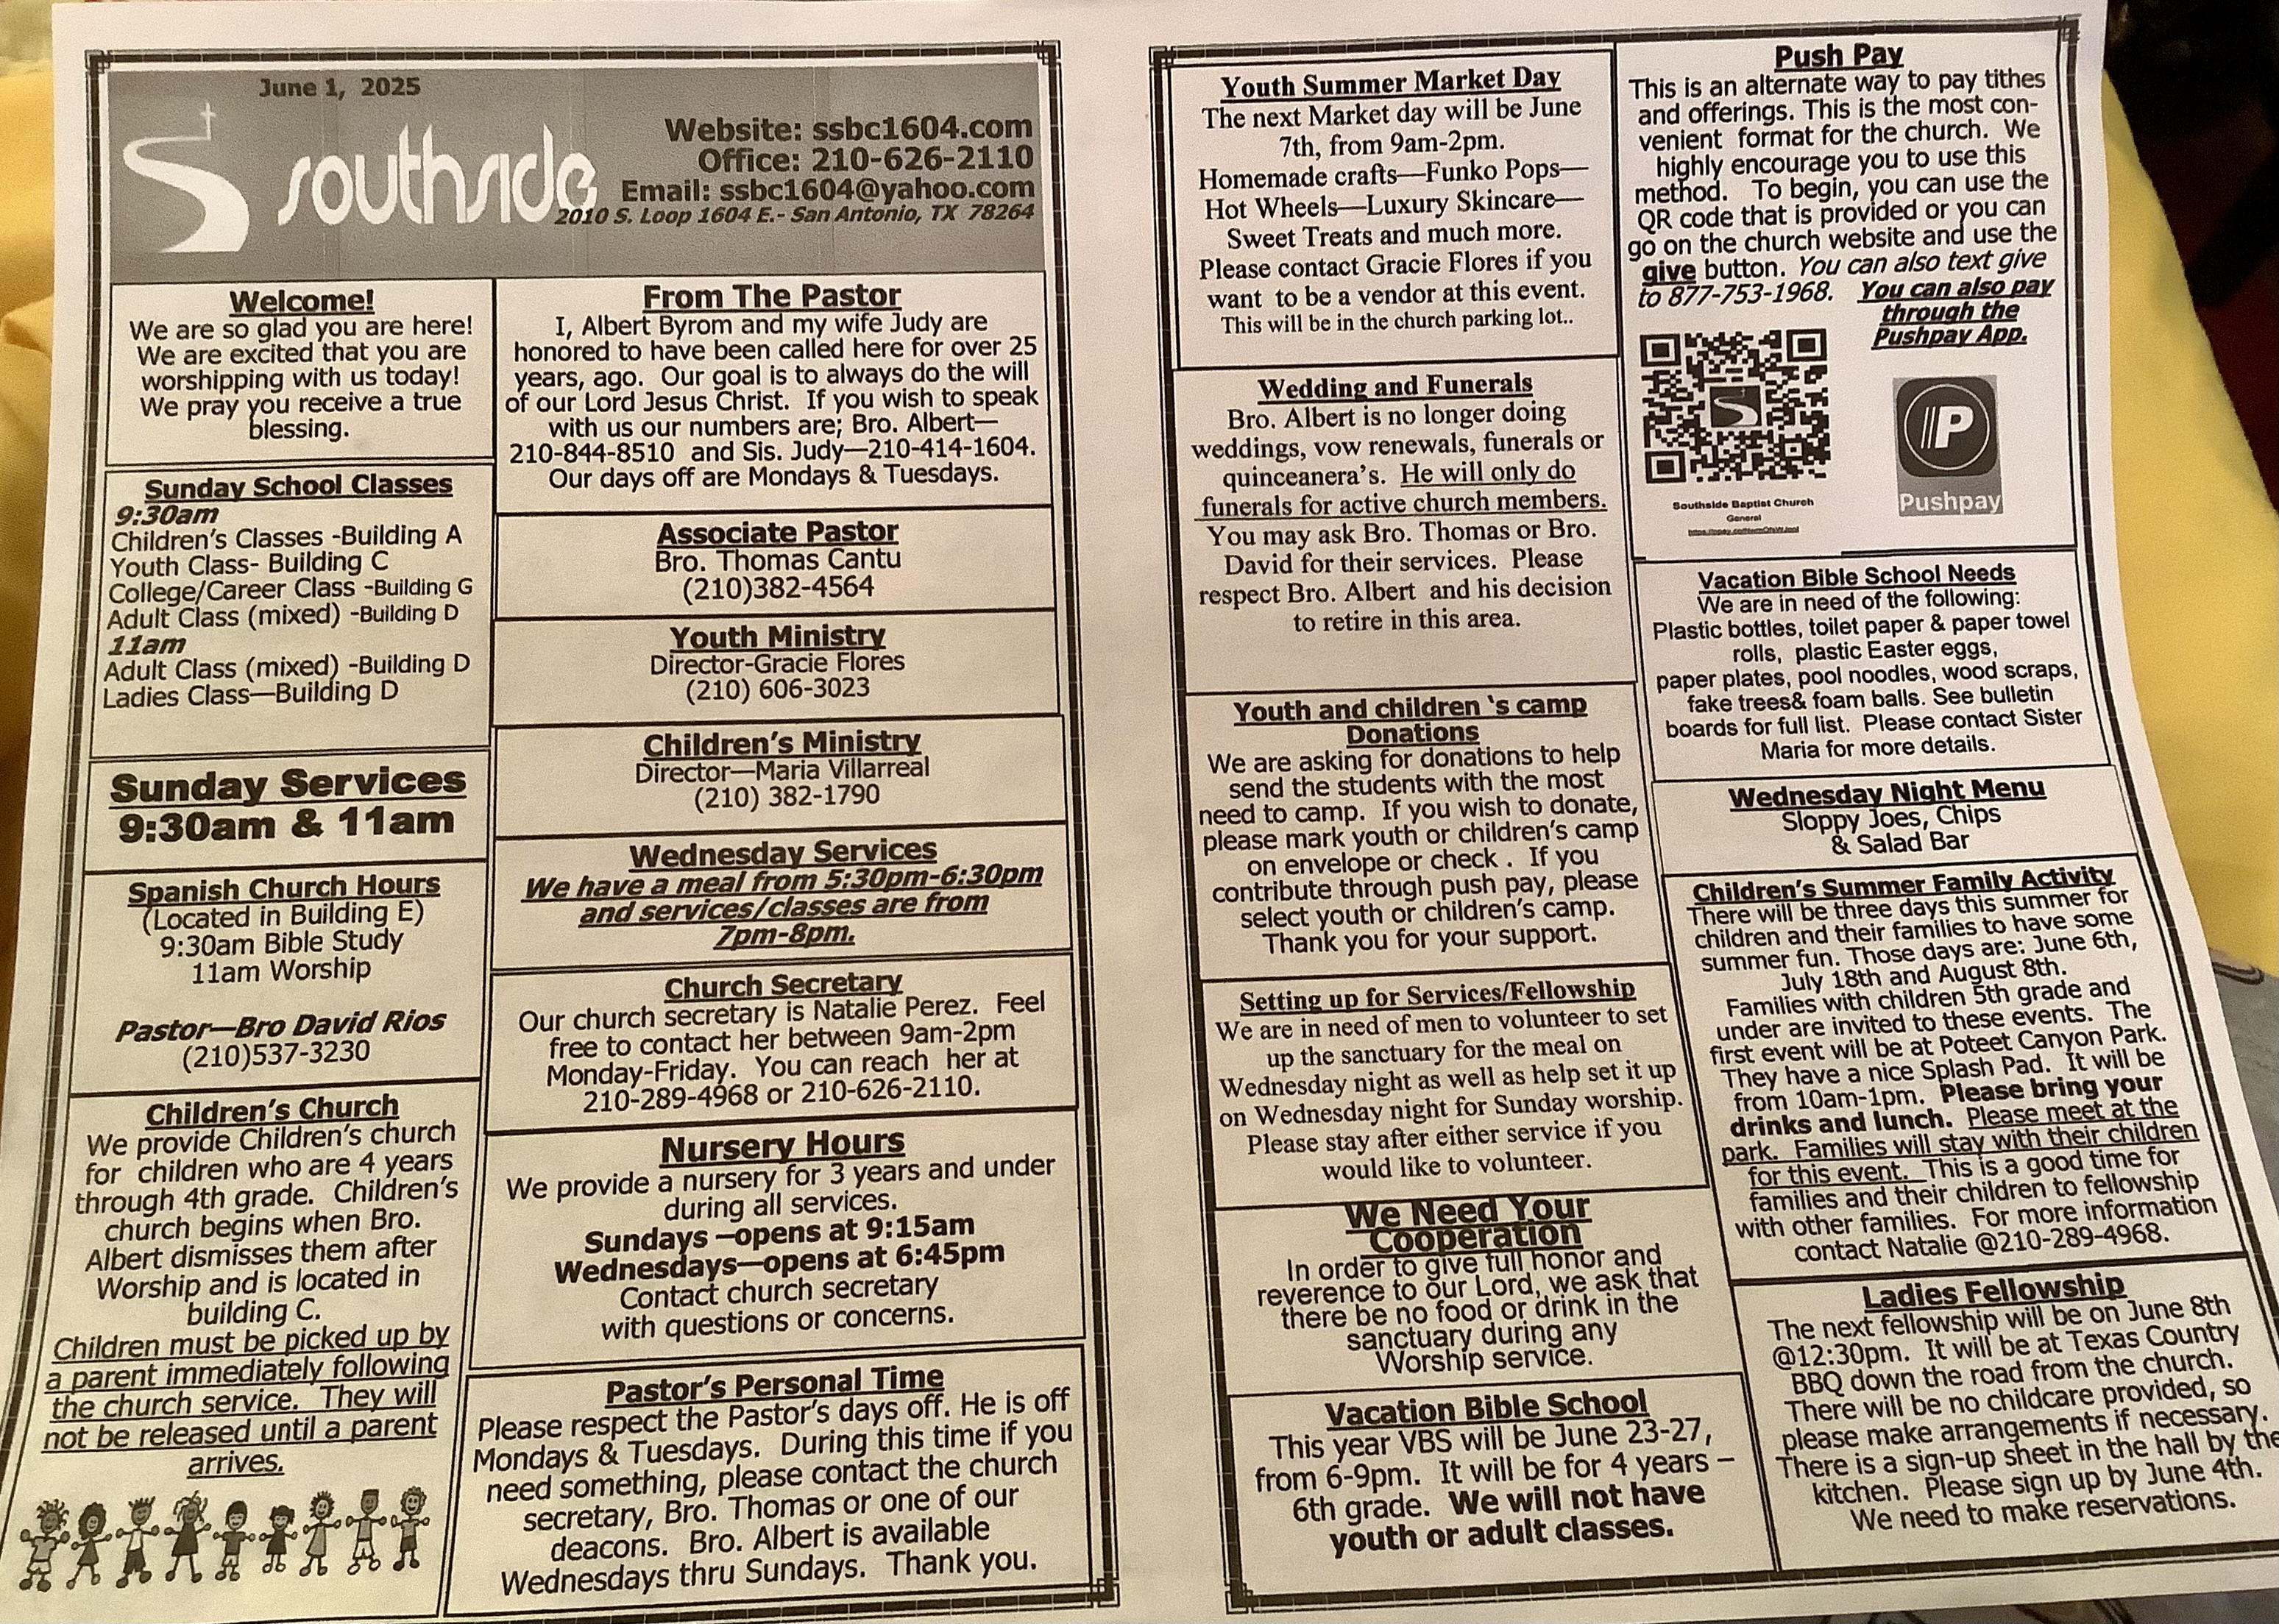 June 1, 2025
Southside
Website: ssbc1604.com
Office: 210-626-2110
Email: ssbc1604@yahoo.com
2010 S. Loop 1604 E.- San Antonio, TX 78264
Welcome!
We are so glad you are here!
We are excited that you are
worshipping with us today!
We pray you receive a true
blessing.
Sunday School Classes
9:30am
Children's Classes -Building A
Youth Class- Building C
College/Career Class -Building G
Adult Class (mixed) -Building D
11am
Adult Class (mixed) -Building D
Ladies Class—Building D
Sunday Services
9:30am & 11am
Spanish Church Hours
(Located in Building E)
9:30am Bible Study
11am Worship
Pastor—Bro David Rios
(210)537-3230
Children's Church
We provide Children's church
for children who are 4 years
through 4th grade. Children's
church begins when Bro.
Albert dismisses them after
Worship and is located in
building C.
Children must be picked up by
a parent immediately following
the church service. They will
not be released until a parent
arrives.
From The Pastor
I, Albert Byrom and my wife Judy are
honored to have been called here for over 25
years, ago. Our goal is to always do the will
of our Lord Jesus Christ. If you wish to speak
with us our numbers are; Bro. Albert—
210-844-8510 and Sis. Judy—210-414-1604.
Our days off are Mondays & Tuesdays.
Associate Pastor
Bro. Thomas Cantu
(210)382-4564
Youth Ministry
Director-Gracie Flores
(210) 606-3023
Children's Ministry
Director—Maria Villarreal
(210) 382-1790
Wednesday Services
We have a meal from 5:30pm-6:30pm
and services/classes are from
7pm-8pm.
Church Secretary
Our church secretary is Natalie Perez. Feel
free to contact her between 9am-2pm
Monday-Friday. You can reach her at
210-289-4968 or 210-626-2110.
Nursery Hours
We provide a nursery for 3 years and under
during all services.
Sundays —opens at 9:15am
Wednesdays—opens at 6:45pm
Contact church secretary
with questions or concerns.
Pastor's Personal Time
Please respect the Pastor's days off. He is off
Mondays & Tuesdays. During this time if you
need something, please contact the church
secretary, Bro. Thomas or one of our
deacons. Bro. Albert is available
Wednesdays thru Sundays. Thank you.
Youth Summer Market Day
The next Market day will be June
7th, from 9am-2pm.
Homemade crafts—Funko Pops—
Hot Wheels—Luxury Skincare—
Sweet Treats and much more.
Please contact Gracie Flores if you
want to be a vendor at this event.
This will be in the church parking lot..
Wedding and Funerals
Bro. Albert is no longer doing
weddings, vow renewals, funerals or
quinceanera's. He will only do
funerals for active church members.
You may ask Bro. Thomas or Bro.
David for their services. Please
respect Bro. Albert and his decision
to retire in this area.
Youth and children 's camp
Donations
We are asking for donations to help
send the students with the most
need to camp. If you wish to donate,
please mark youth or children's camp
on envelope or check . If you
contribute through push pay, please
select youth or children's camp.
Thank you for your support.
Setting up for Services/Fellowship
We are in need of men to volunteer to set
up the sanctuary for the meal on
Wednesday night as well as help set it up
on Wednesday night for Sunday worship.
Please stay after either service if you
would like to volunteer.
We Need Your
Cooperation
In order to give full honor and
reverence to our Lord, we ask that
there be no food or drink in the
sanctuary during any
Worship service.
Vacation Bible School
This year VBS will be June 23-27,
from 6-9pm. It will be for 4 years –
6th grade. We will not have
youth or adult classes.
Push Pay
This is an alternate way to pay tithes
and offerings. This is the most con-
venient format for the church. We
highly encourage you to use this
method. To begin, you can use the
QR code that is provided or you can
go on the church website and use the
give button. You can also text give
to 877-753-1968. You can also pay
through the
Pushpay App.
Southside Baptist Church
General
Pushpay
Vacation Bible School Needs
We are in need of the following:
Plastic bottles, toilet paper & paper towel
rolls, plastic Easter eggs,
paper plates, pool noodles, wood scraps,
fake trees& foam balls. See bulletin
boards for full list. Please contact Sister
Maria for more details.
Wednesday Night Menu
Sloppy Joes, Chips
& Salad Bar
Children's Summer Family Activity
There will be three days this summer for
children and their families to have some
summer fun. Those days are: June 6th,
July 18th and August 8th.
Families with children 5th grade and
under are invited to these events. The
first event will be at Poteet Canyon Park.
They have a nice Splash Pad. It will be
from 10am-1pm. Please bring your
drinks and lunch. Please meet at the
park. Families will stay with their children
for this event. This is a good time for
families and their children to fellowship
with other families. For more information
contact Natalie @210-289-4968.
Ladies Fellowship
The next fellowship will be on June 8th
@12:30pm. It will be at Texas Country
BBQ down the road from the church.
There will be no childcare provided, so
please make arrangements if necessary.
There is a sign-up sheet in the hall by the
kitchen. Please sign up by June 4th.
We need to make reservations.